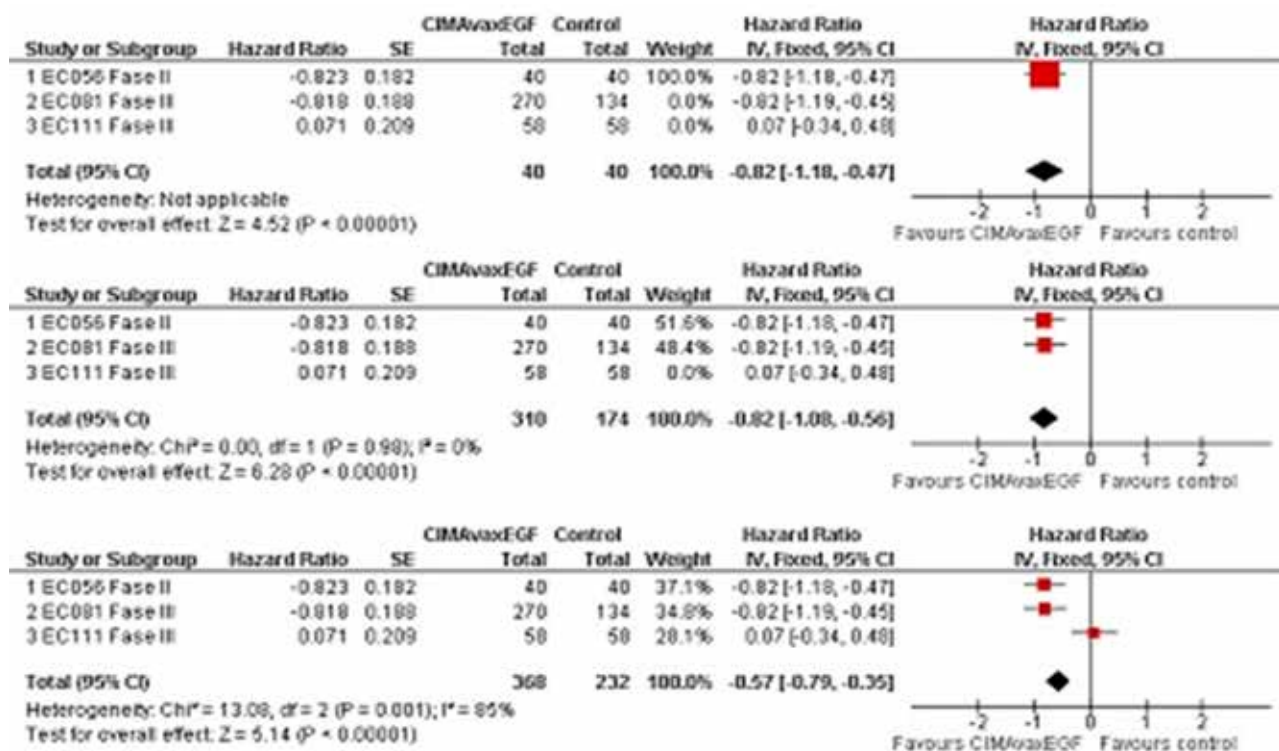 CIMAvaxEGF Control Hazard Ratio Hazard Ratio
Study or Subgroup Hazard Ratio SE Total Total Weight IV, Fixed, 95% CI IV, Fixed, 95% CI
1 EC056 Fase II -0.823 0.182 40 40 100.0% -0.82 [-1.18, -0.47]
2 EC081 Fase III -0.818 0.188 270 134 0.0% -0.82 [-1.19, -0.45]
3 EC111 Fase III 0.071 0.209 58 58 0.0% 0.07 [-0.34, 0.48]
Total (95% CI) 40 40 100.0% -0.82 [-1.18, -0.47]
Heterogeneity: Not applicable
Test for overall effect: Z = 4.52 (P < 0.00001)
-2 -1 0 1 2
Favours CIMAvaxEGF Favours control
CIMAvaxEGF Control Hazard Ratio Hazard Ratio
Study or Subgroup Hazard Ratio SE Total Total Weight IV, Fixed, 95% CI IV, Fixed, 95% CI
1 EC056 Fase II -0.823 0.182 40 40 51.6% -0.82 [-1.18, -0.47]
2 EC081 Fase III -0.818 0.188 270 134 48.4% -0.82 [-1.19, -0.45]
3 EC111 Fase III 0.071 0.209 58 58 0.0% 0.07 [-0.34, 0.48]
Total (95% CI) 310 174 100.0% -0.82 [-1.08, -0.56]
Heterogeneity: Chi² = 0.00, df = 1 (P = 0.98); I² = 0%
Test for overall effect: Z = 6.28 (P < 0.00001)
-2 -1 0 1 2
Favours CIMAvaxEGF Favours control
CIMAvaxEGF Control Hazard Ratio Hazard Ratio
Study or Subgroup Hazard Ratio SE Total Total Weight IV, Fixed, 95% CI IV, Fixed, 95% CI
1 EC056 Fase II -0.823 0.182 40 40 37.1% -0.82 [-1.18, -0.47]
2 EC081 Fase III -0.818 0.188 270 134 34.8% -0.82 [-1.19, -0.45]
3 EC111 Fase III 0.071 0.209 58 58 28.1% 0.07 [-0.34, 0.48]
Total (95% CI) 368 232 100.0% -0.57 [-0.79, -0.35]
Heterogeneity: Chi² = 13.08, df = 2 (P = 0.001); I² = 85%
Test for overall effect: Z = 5.14 (P < 0.00001)
-2 -1 0 1 2
Favours CIMAvaxEGF Favours control